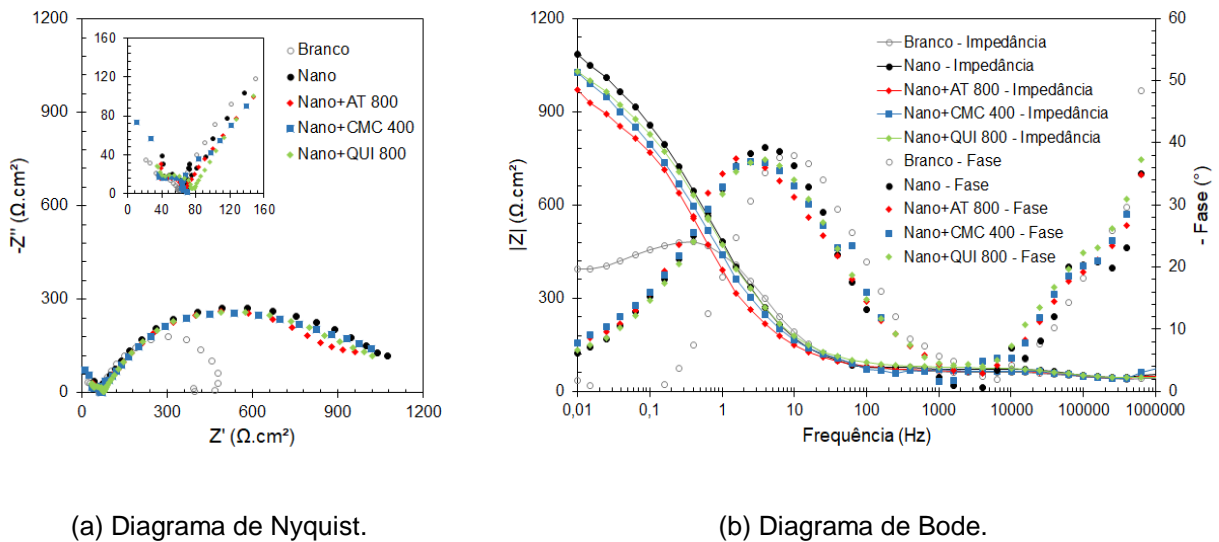 1200
900
600
300
0
-Z'' (Ω.cm²)
0 300 600 900 1200
Z' (Ω.cm²)
160
120
80
40
0
0 40 80 120 160
Branco
Nano
Nano+AT 800
Nano+CMC 400
Nano+QUI 800
1200
900
600
300
0
|Z| (Ω.cm²)
0,01 0,1 1 10 100 1000 10000 100000 1000000
Frequência (Hz)
60
50
40
30
20
10
0
- Fase (°)
Branco - Impedância
Nano - Impedância
Nano+AT 800 - Impedância
Nano+CMC 400 - Impedância
Nano+QUI 800 - Impedância
Branco - Fase
Nano - Fase
Nano+AT 800 - Fase
Nano+CMC 400 - Fase
Nano+QUI 800 - Fase
(a) Diagrama de Nyquist.
(b) Diagrama de Bode.